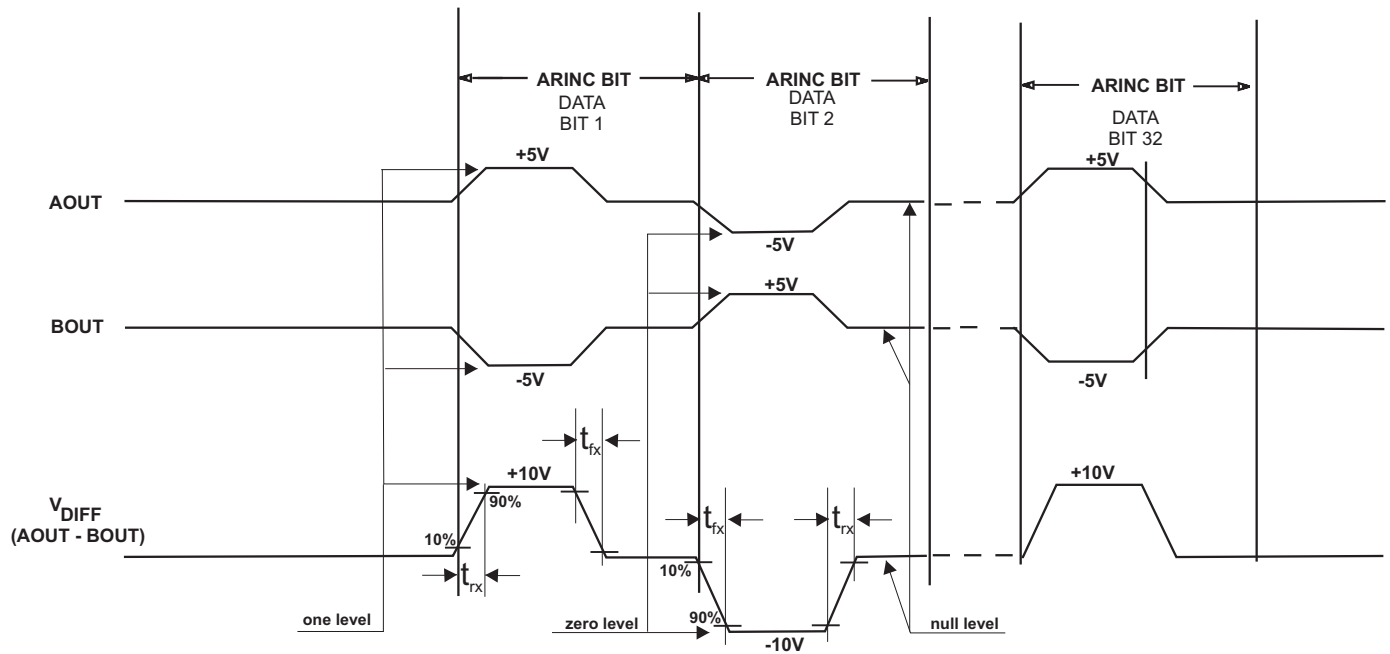 ARINC BIT
DATA
BIT 1
ARINC BIT
DATA
BIT 2
ARINC BIT
DATA
BIT 32
+5V
+5V
AOUT
-5V
+5V
BOUT
-5V
-5V
tfx
+10V
+10V
90%
VDIFF
(AOUT - BOUT)
10%
trx
tfx
trx
10%
90%
-10V
one level
zero level
null level